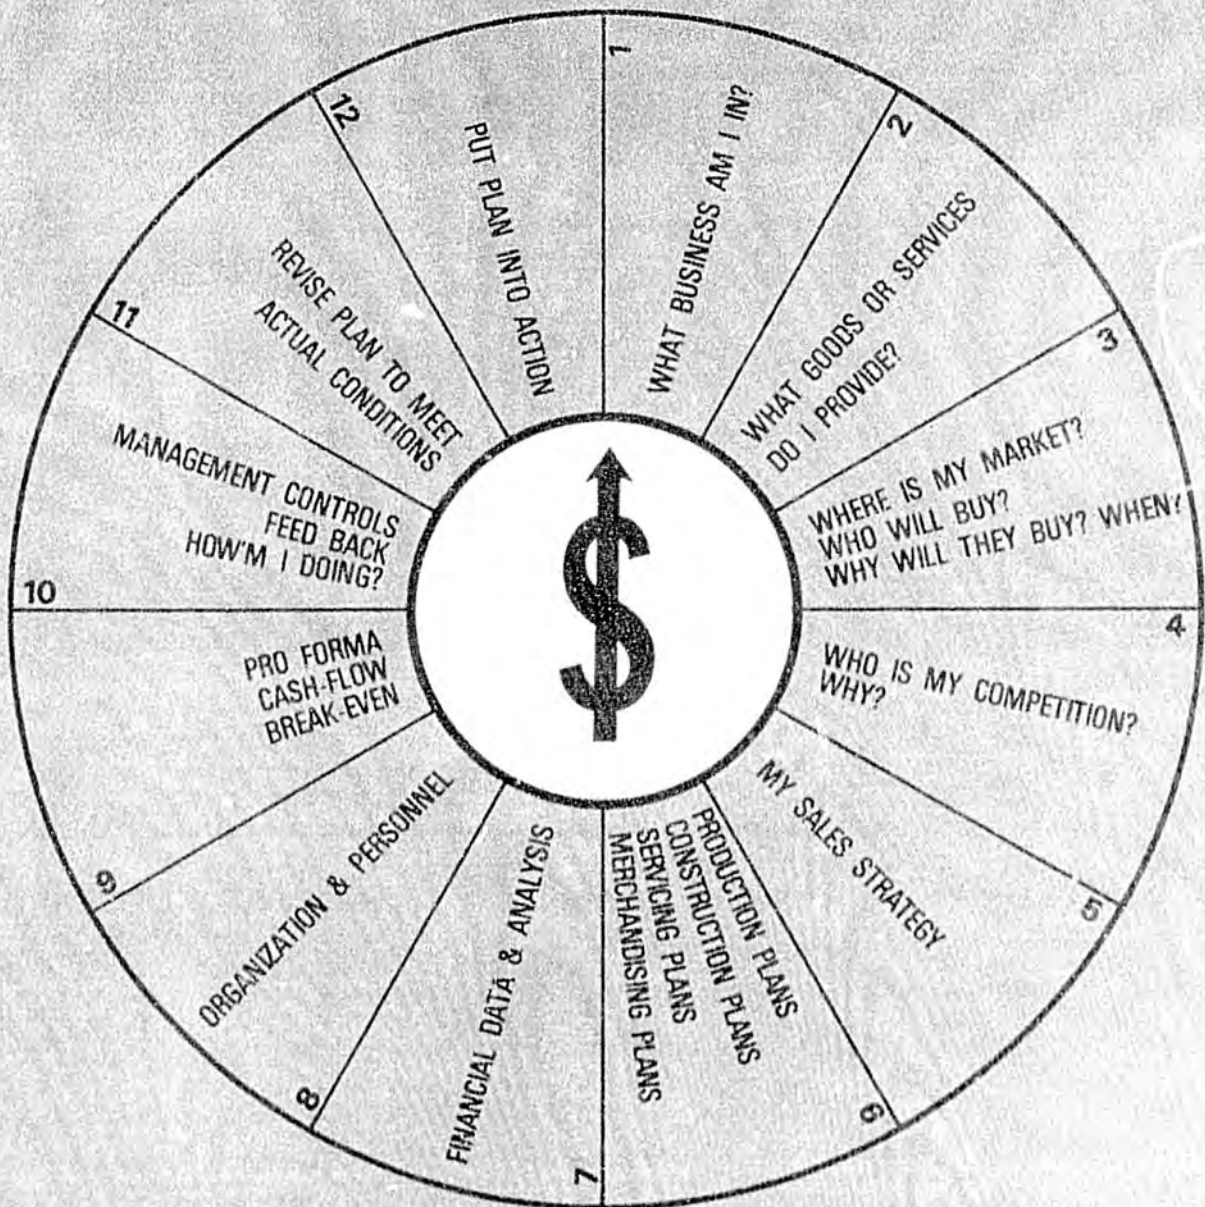 1
WHAT BUSINESS AM I IN?
2
WHAT GOODS OR SERVICES
DO I PROVIDE?
3
WHERE IS MY MARKET?
WHO WILL BUY?
WHY WILL THEY BUY? WHEN?
4
WHO IS MY COMPETITION?
WHY?
5
MY SALES STRATEGY
6
PRODUCTION PLANS
CONSTRUCTION PLANS
SERVICING PLANS
MERCHANDISING PLANS
7
FINANCIAL DATA & ANALYSIS
8
ORGANIZATION & PERSONNEL
9
PRO FORMA
CASH-FLOW
BREAK-EVEN
10
MANAGEMENT CONTROLS
FEED BACK
HOW'M I DOING?
11
REVISE PLAN TO MEET
ACTUAL CONDITIONS
12
PUT PLAN INTO ACTION
$